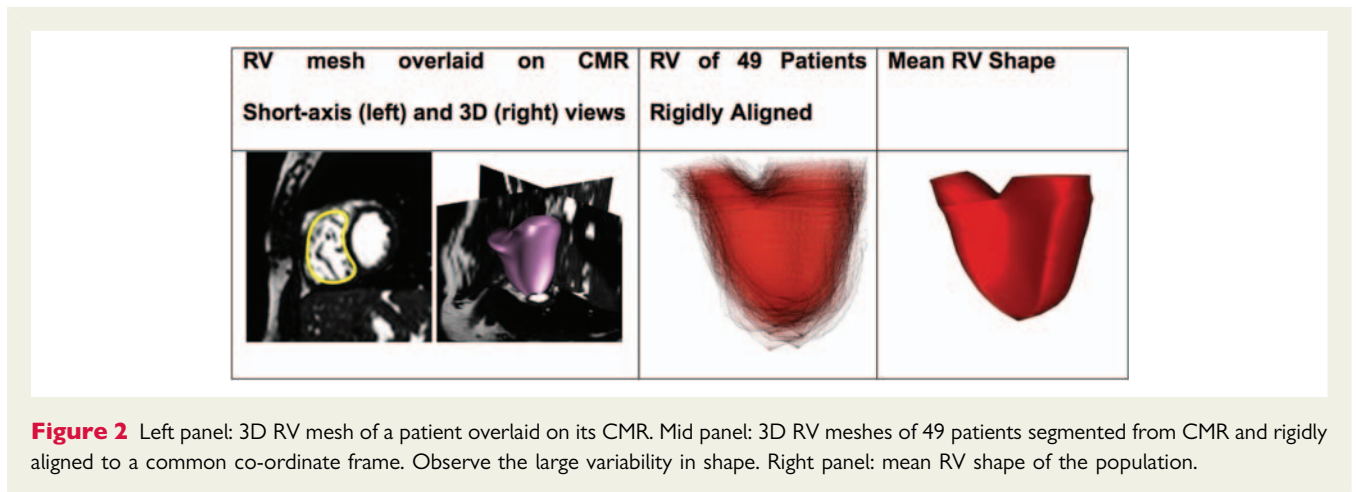 RV mesh overlaid on CMR
Short-axis (left) and 3D (right) views
RV of 49 Patients
Rigidly Aligned
Mean RV Shape
Figure 2 Left panel: 3D RV mesh of a patient overlaid on its CMR. Mid panel: 3D RV meshes of 49 patients segmented from CMR and rigidly
aligned to a common co-ordinate frame. Observe the large variability in shape. Right panel: mean RV shape of the population.